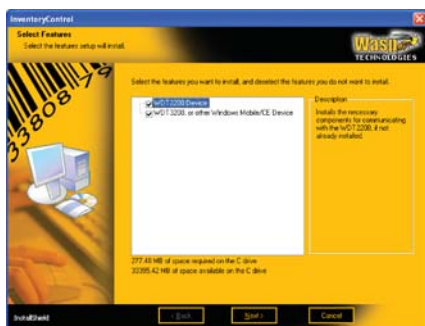 InventoryControl
Select Features
Select the features setup will install.
Wasp
TECHNOLOGIES
Select the features you want to install, and deselect the features you do not want to install.
WDT2200 Device
WDT3200, or other Windows Mobile/CE Device
Description
Installs the necessary
components for communicating
with the WDT2200, if not
already installed.
277.48 MB of space required on the C drive
33395.42 MB of space available on the C drive
InstallShield
< Back
Next >
Cancel